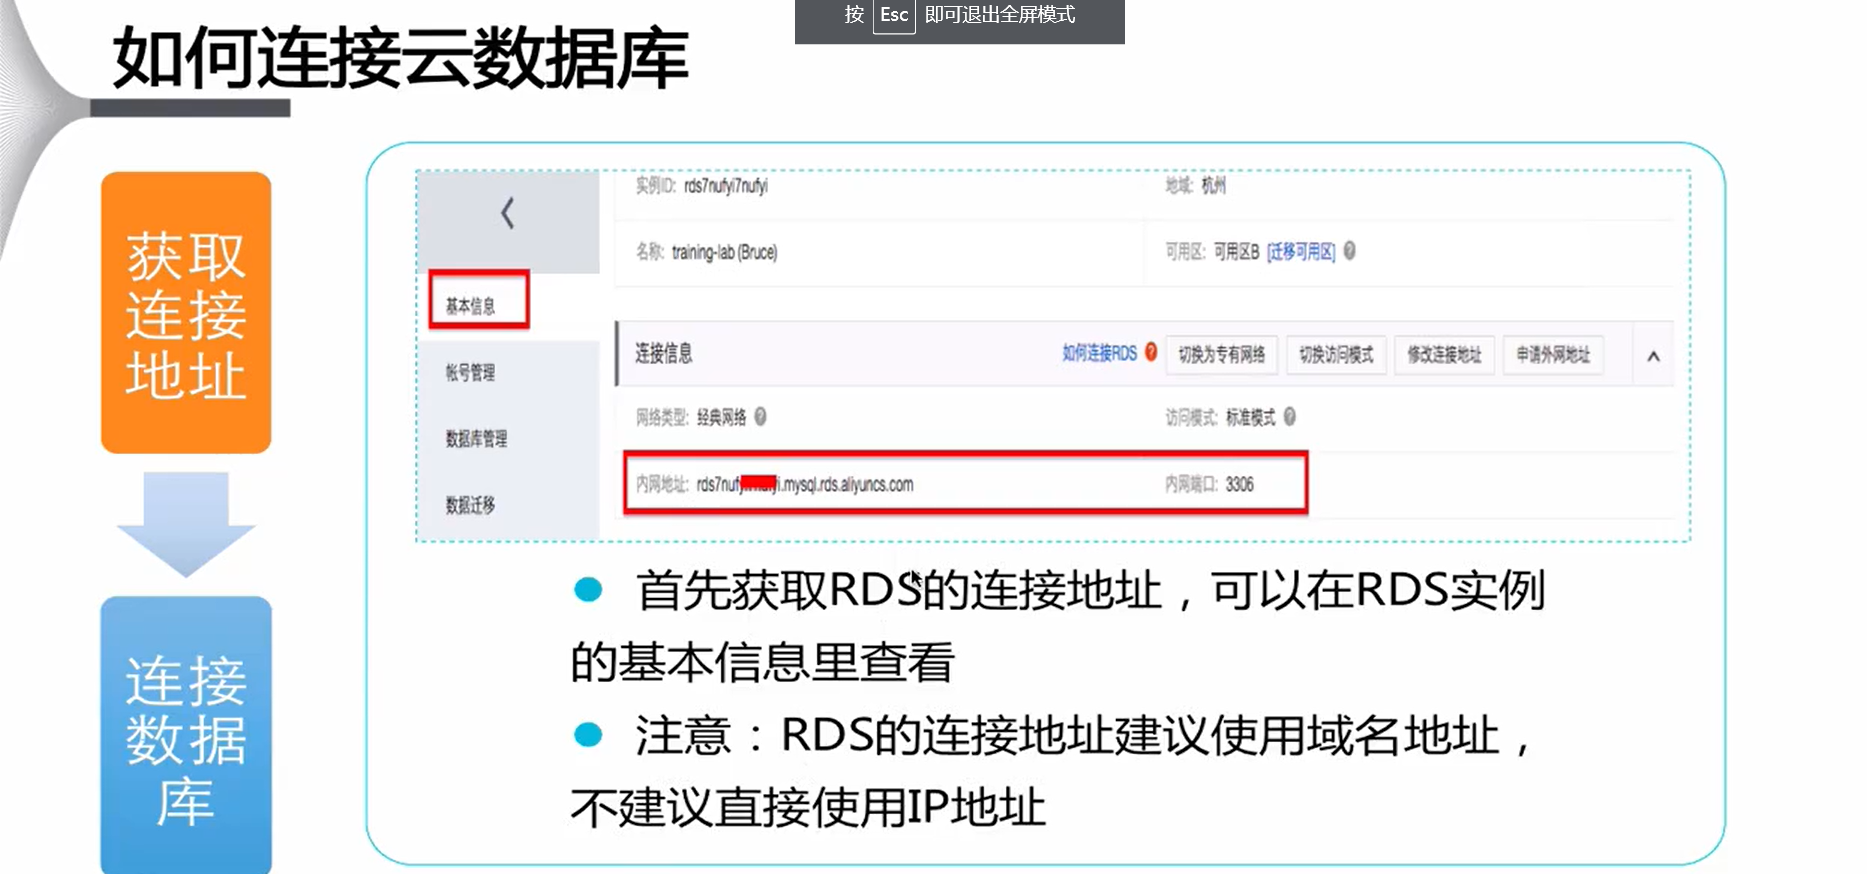 按 Esc 即可退出全屏模式
如何连接云数据库
获取
连接
地址
连接
数据
库
实例ID: rds7nufyi7nufyi
地域: 杭州
名称: training-lab (Bruce)
可用区: 可用区B [迁移可用区] ?
基本信息
帐号管理
数据库管理
数据迁移
连接信息
如何连接RDS ? 切换为专有网络 切换访问模式 修改连接地址 申请外网地址
网络类型: 经典网络 ?
访问模式: 标准模式 ?
内网地址: rds7nufyi.mysql.rds.aliyuncs.com
内网端口: 3306
首先获取RDS的连接地址，可以在RDS实例
的基本信息里查看
注意：RDS的连接地址建议使用域名地址，
不建议直接使用IP地址